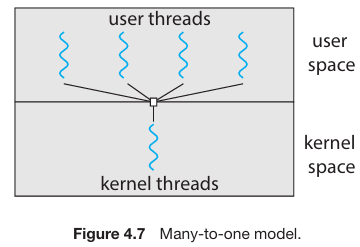 user threads
user
space
kernel
space
kernel threads
Figure 4.7 Many-to-one model.